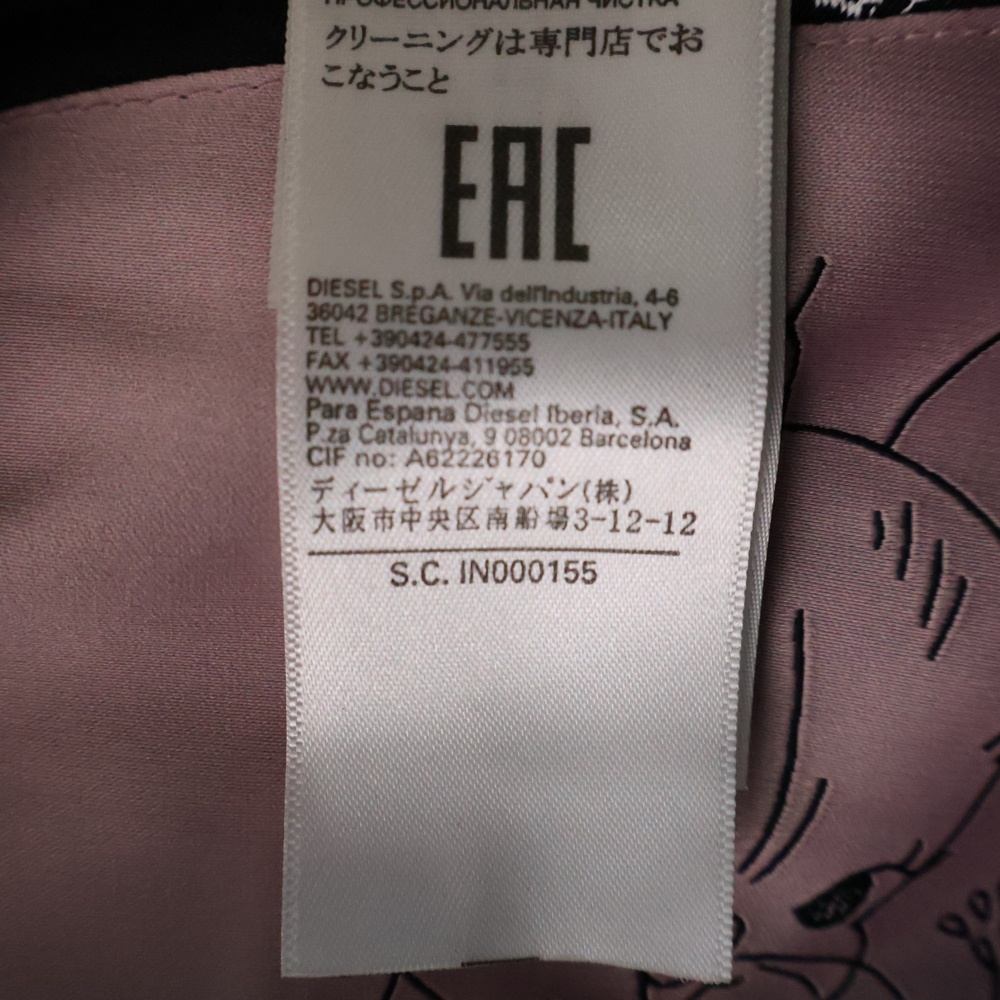 ПРОФЕССИОНАЛЬНАЯ ЧИСТКА
クリーニングは専門店でお
こなうこと
EAC
DIESEL S.p.A. Via dell'Industria, 4-6
36042 BREGANZE-VICENZA-ITALY
TEL +390424-477555
FAX +390424-411955
WWW.DIESEL.COM
Para Espana Diesel Iberia, S.A.
P.za Catalunya, 9 08002 Barcelona
CIF no: A62226170
ディーゼルジャパン(株)
大阪市中央区南船場3-12-12
S.C. IN000155